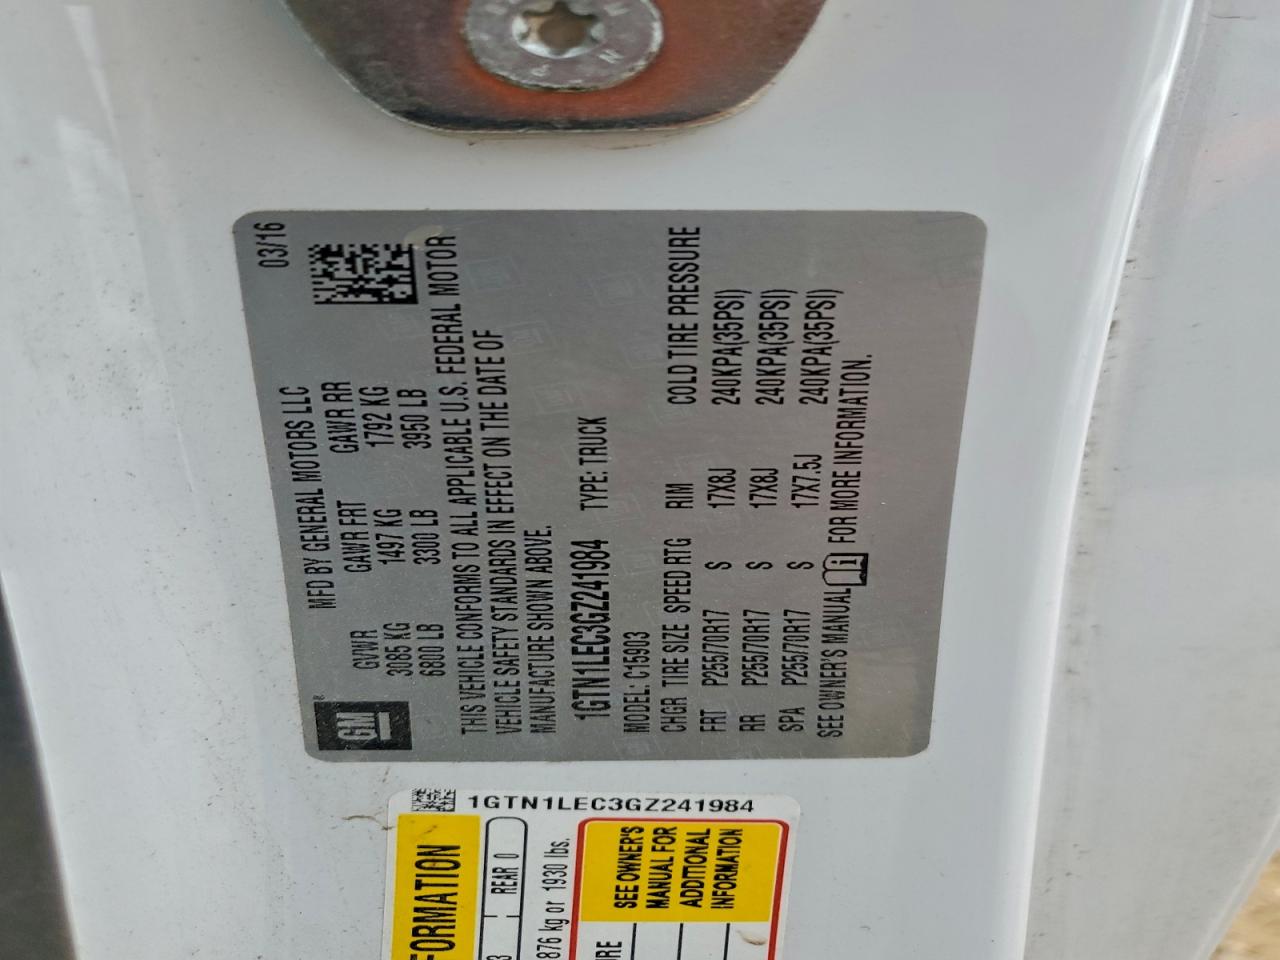 MFD BY GENERAL MOTORS LLC 03/16
GM®
GVWR GAWR FRT GAWR RR
3085 KG 1497 KG 1792 KG
6800 LB 3300 LB 3950 LB
THIS VEHICLE CONFORMS TO ALL APPLICABLE U.S. FEDERAL MOTOR
VEHICLE SAFETY STANDARDS IN EFFECT ON THE DATE OF
MANUFACTURE SHOWN ABOVE.
1GTN1LEC3GZ241984 TYPE: TRUCK
MODEL: C15903
CHGR TIRE SIZE SPEED RTG RIM COLD TIRE PRESSURE
FRT P255/70R17 S 17X8J 240KPA(35PSI)
RR P255/70R17 S 17X8J 240KPA(35PSI)
SPA P255/70R17 S 17X7.5J 240KPA(35PSI)
SEE OWNER'S MANUAL i FOR MORE INFORMATION.
1GTN1LEC3GZ241984
FORMATION
3 REAR 0
876 kg or 1930 lbs.
SEE OWNER'S
MANUAL FOR
ADDITIONAL
INFORMATION
URE